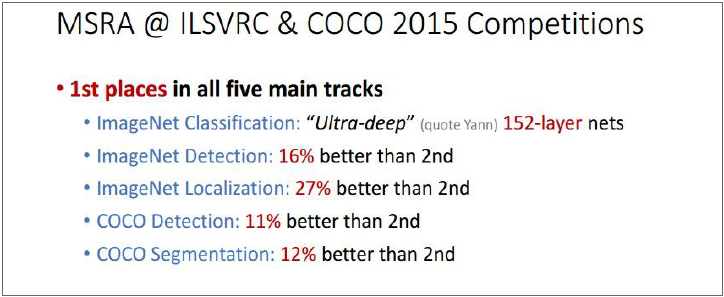 MSRA @ ILSVRC & COCO 2015 Competitions
• 1st places in all five main tracks
• ImageNet Classification: “Ultra-deep” (quote Yann) 152-layer nets
• ImageNet Detection: 16% better than 2nd
• ImageNet Localization: 27% better than 2nd
• COCO Detection: 11% better than 2nd
• COCO Segmentation: 12% better than 2nd